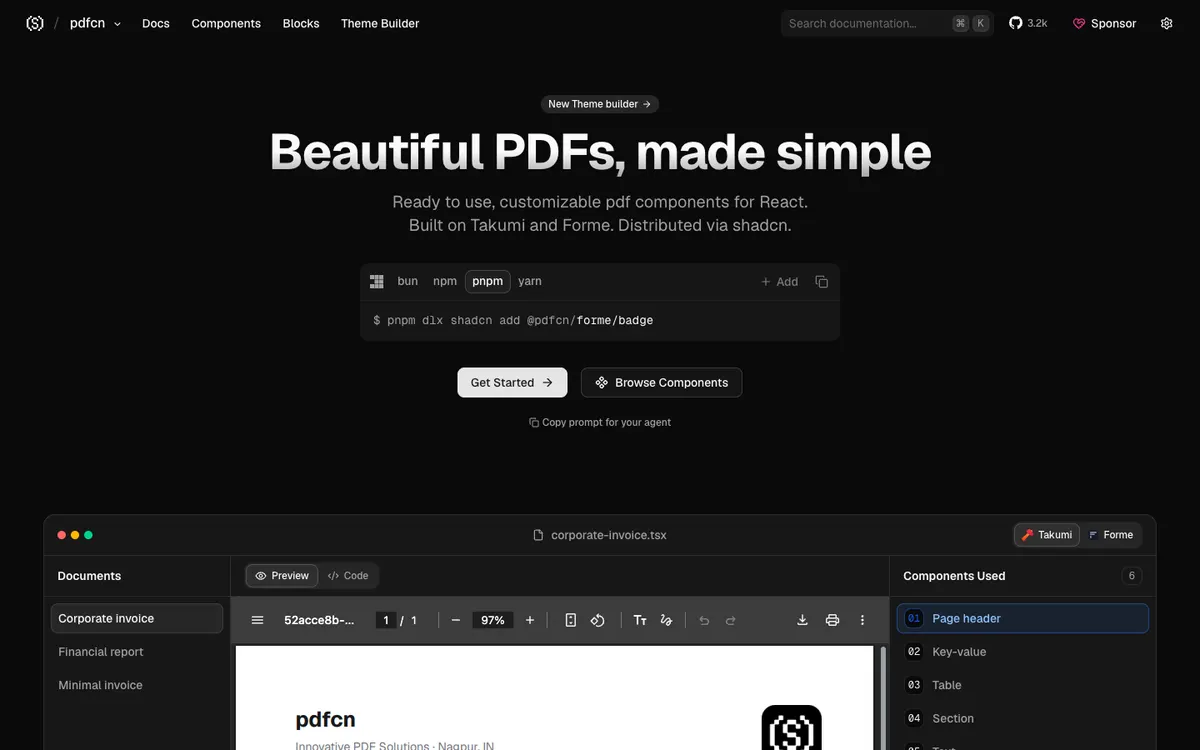 / pdfcn Docs Components Blocks Theme Builder Search documentation... ⌘ K 3.2k Sponsor
New Theme builder →
Beautiful PDFs, made simple
Ready to use, customizable pdf components for React.
Built on Takumi and Forme. Distributed via shadcn.
bun npm pnpm yarn + Add
$ pnpm dlx shadcn add @pdfcn/forme/badge
Get Started → Browse Components
Copy prompt for your agent
corporate-invoice.tsx Takumi Forme
Documents Preview </> Code Components Used 6
Corporate invoice
Financial report
Minimal invoice
52acce8b-... 1 / 1 − 97% +
pdfcn
Innovative PDF Solutions · Nagpur, IN
01 Page header
02 Key-value
03 Table
04 Section